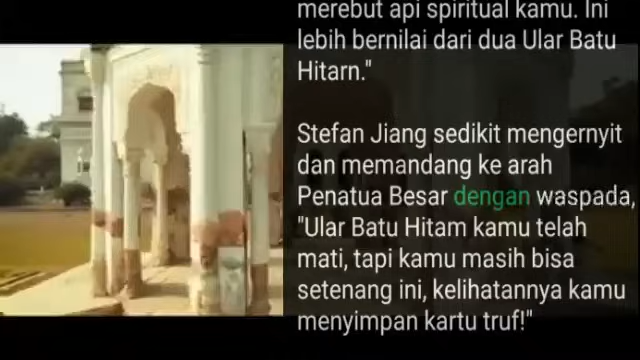 merebut api spiritual kamu. Ini
lebih bernilai dari dua Ular Batu
Hitarn."
Stefan Jiang sedikit mengernyit
dan memandang ke arah
Penatua Besar dengan waspada,
"Ular Batu Hitam kamu telah
mati, tapi kamu masih bisa
setenang ini, kelihatannya kamu
menyimpan kartu truf!"